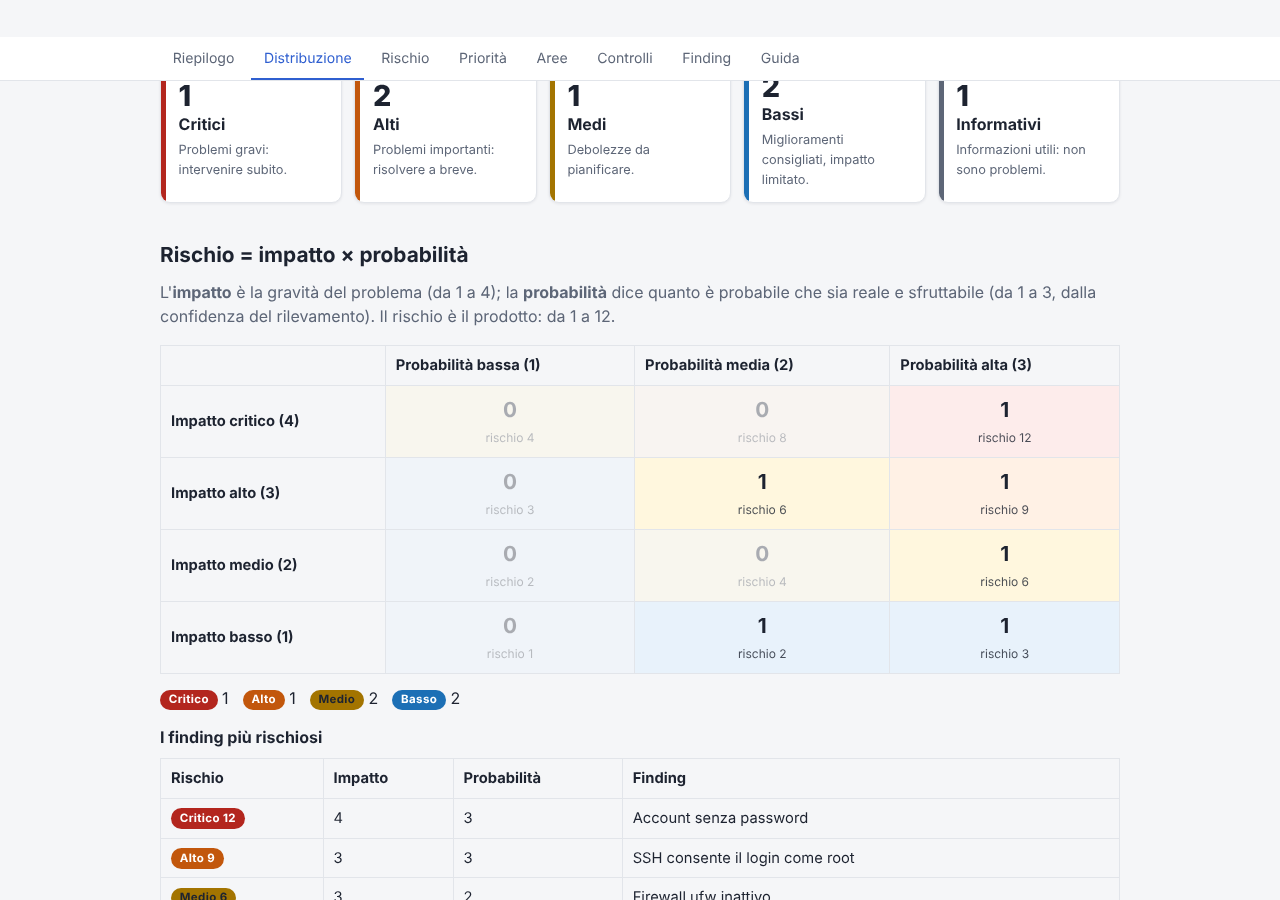 Riepilogo Distribuzione Rischio Priorità Aree Controlli Finding Guida
1 2 1 2 1
Critici Alti Medi Bassi Informativi
Problemi gravi: intervenire subito.
Problemi importanti: risolvere a breve.
Debolezze da pianificare.
Miglioramenti consigliati, impatto limitato.
Informazioni utili: non sono problemi.
Rischio = impatto × probabilità
L'impatto è la gravità del problema (da 1 a 4); la probabilità dice quanto è probabile che sia reale e sfruttabile (da 1 a 3, dalla
confidenza del rilevamento). Il rischio è il prodotto: da 1 a 12.
Probabilità bassa (1) Probabilità media (2) Probabilità alta (3)
Impatto critico (4) 0 0 1
rischio 4 rischio 8 rischio 12
Impatto alto (3) 0 1 1
rischio 3 rischio 6 rischio 9
Impatto medio (2) 0 0 1
rischio 2 rischio 4 rischio 6
Impatto basso (1) 0 1 1
rischio 1 rischio 2 rischio 3
Critico 1 Alto 1 Medio 2 Basso 2
I finding più rischiosi
Rischio Impatto Probabilità Finding
Critico 12 4 3 Account senza password
Alto 9 3 3 SSH consente il login come root
Medio 6 3 2 Firewall ufw inattivo